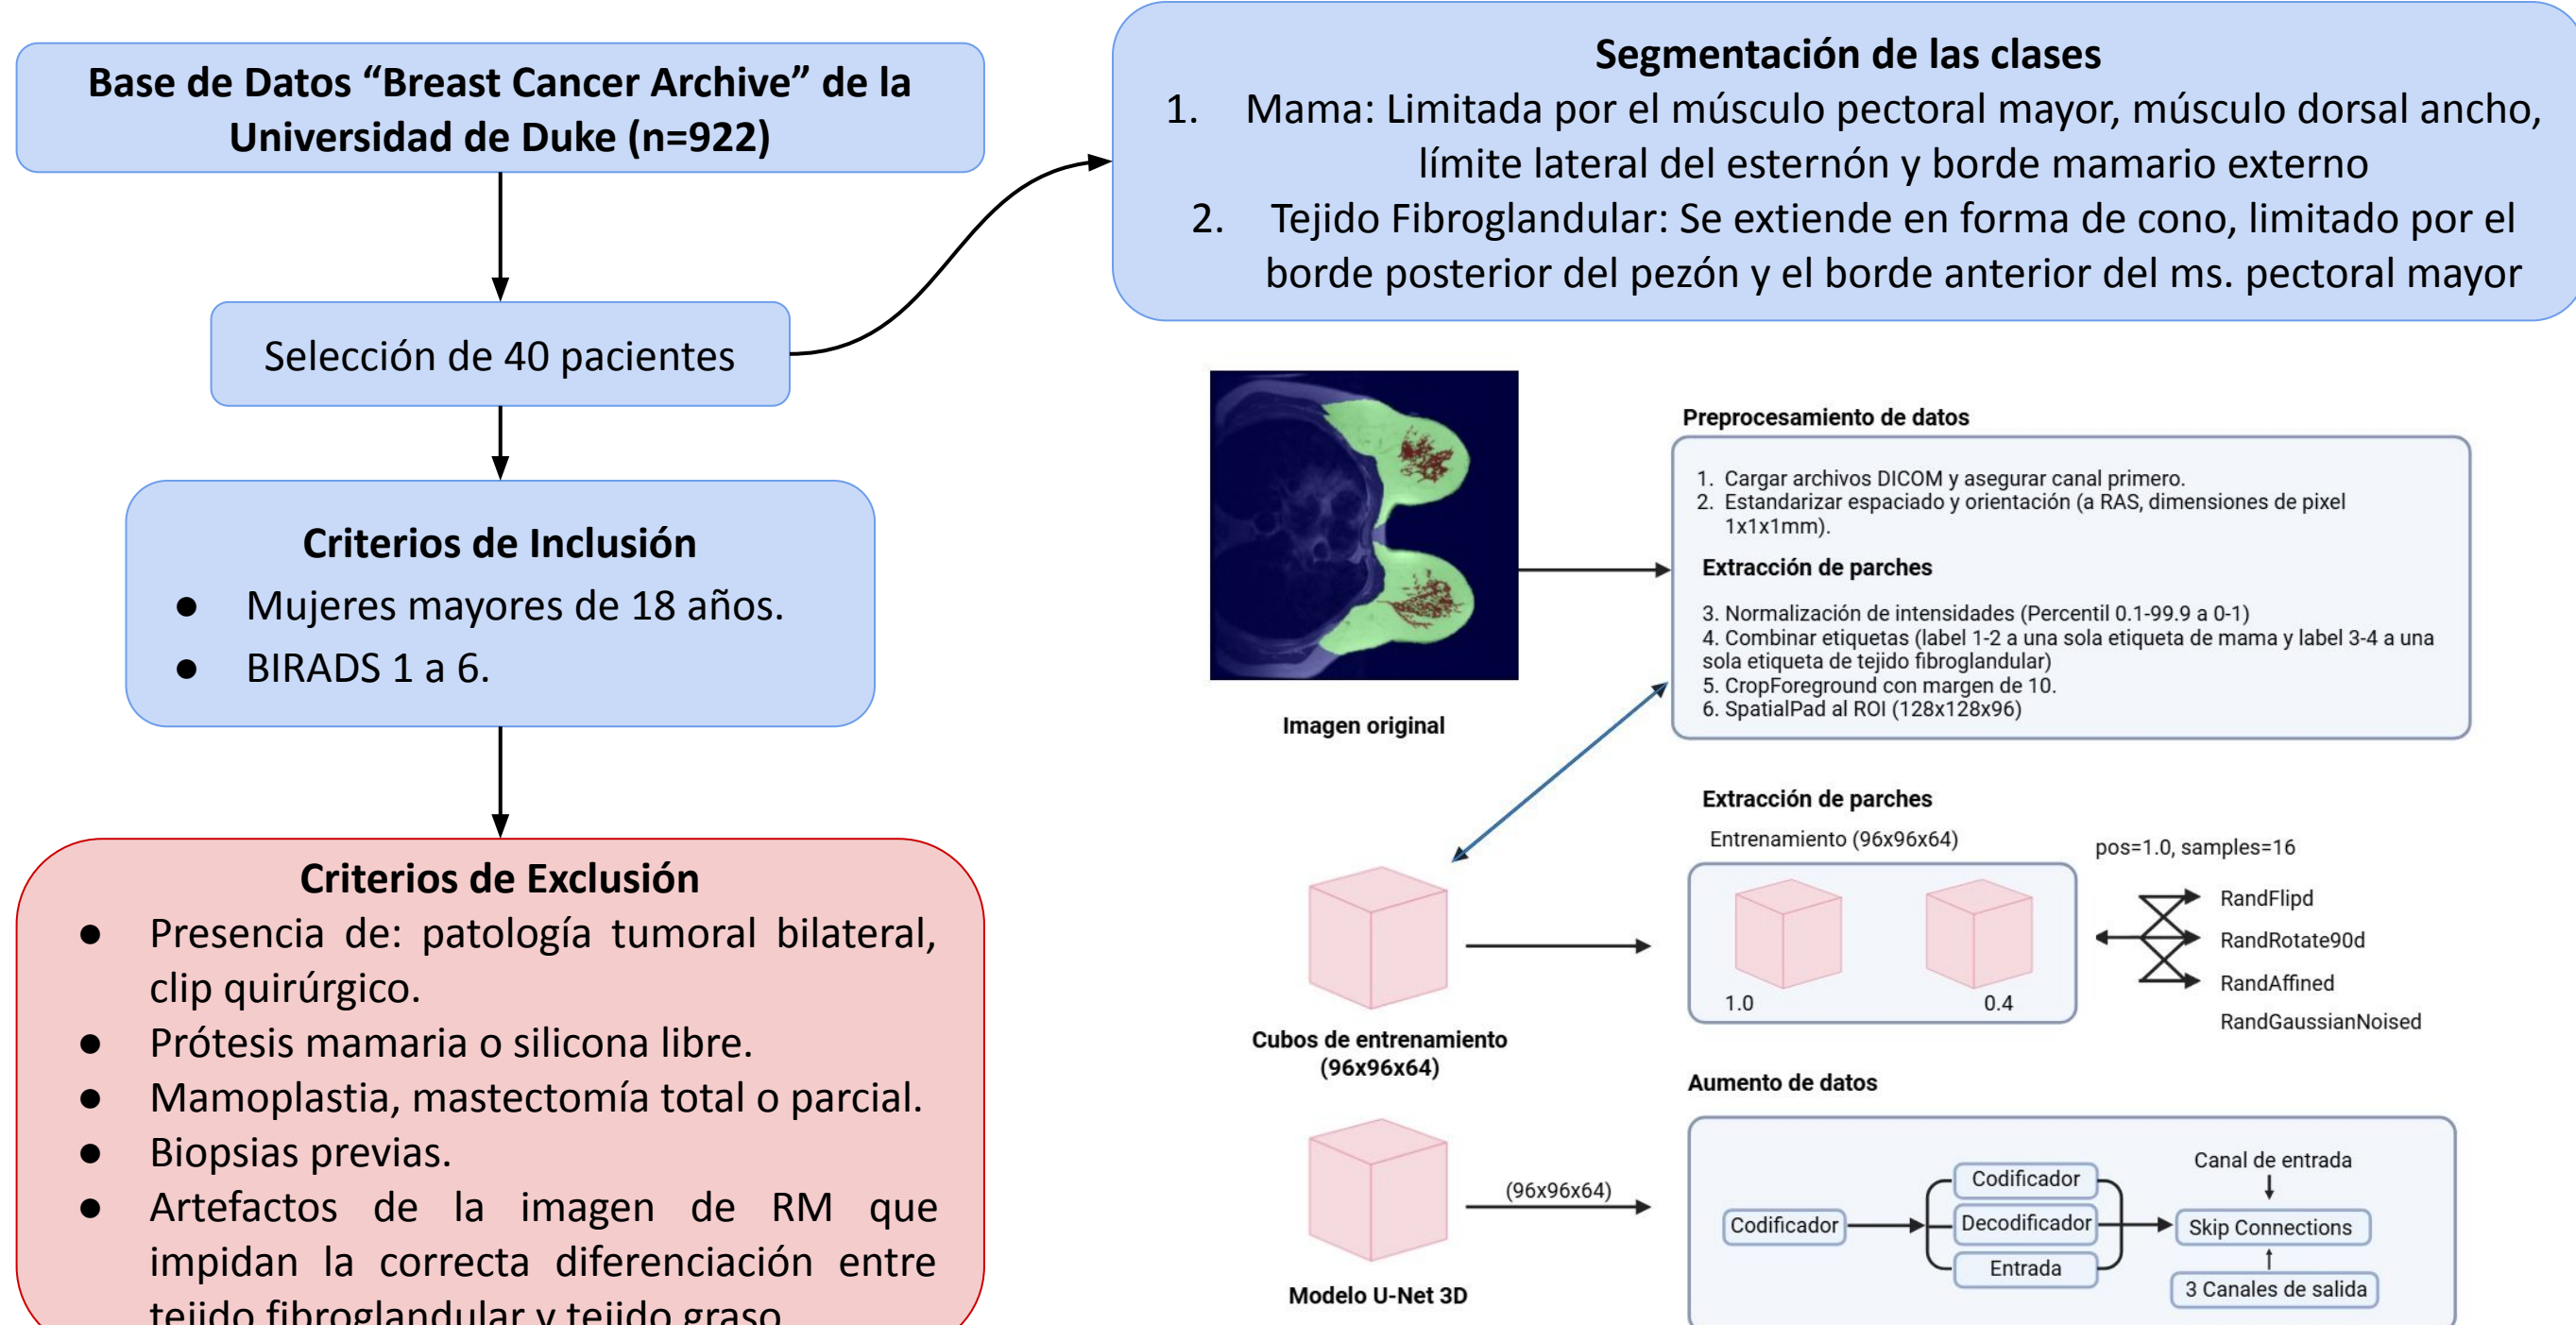 Base de Datos “Breast Cancer Archive” de la
Universidad de Duke (n=922)
Selección de 40 pacientes
Criterios de Inclusión
● Mujeres mayores de 18 años.
● BIRADS 1 a 6.
Criterios de Exclusión
● Presencia de: patología tumoral bilateral,
clip quirúrgico.
● Prótesis mamaria o silicona libre.
● Mamoplastia, mastectomía total o parcial.
● Biopsias previas.
● Artefactos de la imagen de RM que
impidan la correcta diferenciación entre
tejido fibroglandular y tejido graso
Segmentación de las clases
1. Mama: Limitada por el músculo pectoral mayor, músculo dorsal ancho,
límite lateral del esternón y borde mamario externo
2. Tejido Fibroglandular: Se extiende en forma de cono, limitado por el
borde posterior del pezón y el borde anterior del ms. pectoral mayor
Imagen original
Preprocesamiento de datos
1. Cargar archivos DICOM y asegurar canal primero.
2. Estandarizar espaciado y orientación (a RAS, dimensiones de pixel
1x1x1mm).
Extracción de parches
3. Normalización de intensidades (Percentil 0.1-99.9 a 0-1)
4. Combinar etiquetas (label 1-2 a una sola etiqueta de mama y label 3-4 a una
sola etiqueta de tejido fibroglandular)
5. CropForeground con margen de 10.
6. SpatialPad al ROI (128x128x96)
Cubos de entrenamiento
(96x96x64)
Extracción de parches
Entrenamiento (96x96x64)
1.0
0.4
pos=1.0, samples=16
RandFlipd
RandRotate90d
RandAffined
RandGaussianNoised
Modelo U-Net 3D
(96x96x64)
Aumento de datos
Codificador
Codificador
Decodificador
Entrada
Canal de entrada
Skip Connections
3 Canales de salida